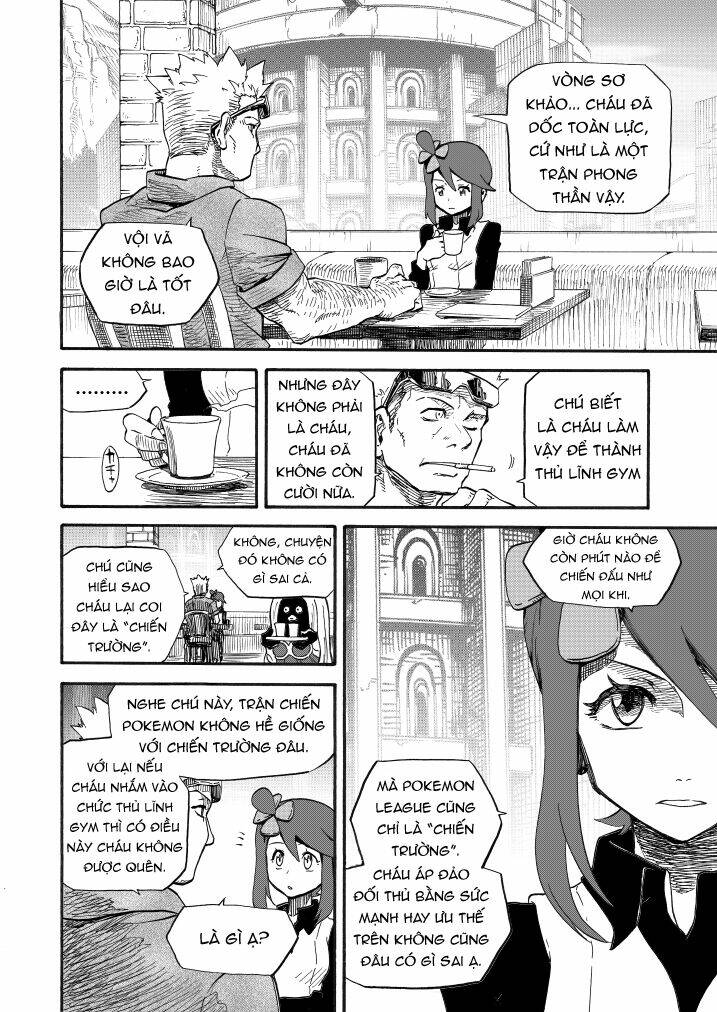 VÒNG SƠ
KHẢO... CHÁU ĐÃ
DỐC TOÀN LỰC,
CỨ NHƯ LÀ MỘT
TRẬN PHONG
THẦN VẬY.
VỘI VÃ
KHÔNG BAO
GIỜ LÀ TỐT
ĐÂU.
CHÚ BIẾT
LÀ CHÁU LÀM
VẬY ĐỂ THÀNH
THỦ LĨNH GYM
NHƯNG ĐÂY
KHÔNG PHẢI
LÀ CHÁU,
CHÁU ĐÃ
KHÔNG CÒN
CƯỜI NỮA.
.........
カチャ
GIỜ CHÁU KHÔNG
CÒN PHÚT NÀO ĐỂ
CHIẾN ĐẤU NHƯ
MỌI KHI.
MÀ POKEMON
LEAGUE CŨNG
CHỈ LÀ "CHIẾN
TRƯỜNG".
CHÁU ÁP ĐẢO
ĐỐI THỦ BẰNG SỨC
MẠNH HAY ƯU THẾ
TRÊN KHÔNG CŨNG
ĐÂU CÓ GÌ SAI Ạ.
KHÔNG, CHUYỆN
ĐÓ KHÔNG CÓ
GÌ SAI CẢ.
CHÚ CŨNG
HIỂU SAO
CHÁU LẠI COI
ĐÂY LÀ "CHIẾN
TRƯỜNG".
NGHE CHÚ NÀY, TRẬN CHIẾN
POKEMON KHÔNG HỀ GIỐNG
VỚI CHIẾN TRƯỜNG ĐÂU.
VỚI LẠI NẾU
CHÁU NHẮM VÀO
CHỨC THỦ LĨNH
GYM THÌ CÓ ĐIỀU
NÀY CHÁU KHÔNG
ĐƯỢC QUÊN.
LÀ GÌ Ạ?